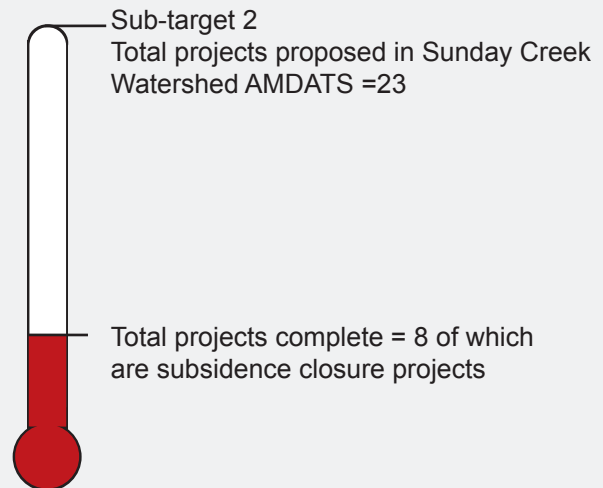 Sub-target 2
Total projects proposed in Sunday Creek
Watershed AMDATS =23
Total projects complete = 8 of which
are subsidence closure projects